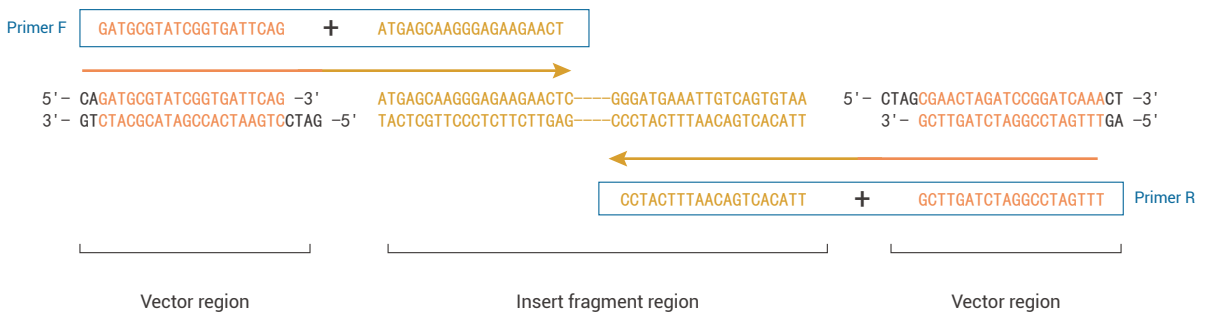 Primer F GATGCGTATCGGTGATTCAG + ATGAGCAAGGGAGAAGAACT
5'- CAGATGCGTATCGGTGATTCAG -3' ATGAGCAAGGGAGAAGAACTC----GGGATGAAATTGTCAGTGTAA 5'- CTAGCGAACTAGATCCGGATCAAACT -3'
3'- GTCTACGCATAGCCACTAAGTCCTAG -5' TACTCGTTCCCTCTTCTTGAG----CCCTACTTTAACAGTCACATT 3'- GCTTGATCTAGGCCTAGTTTGA -5'
CCTACTTTAACAGTCACATT + GCTTGATCTAGGCCTAGTTT Primer R
Vector region Insert fragment region Vector region